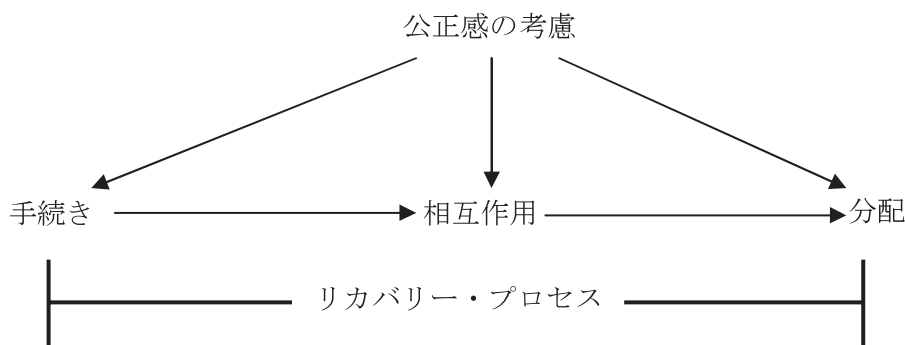 公正感の考慮
手続き
相互作用
分配
リカバリー・プロセス